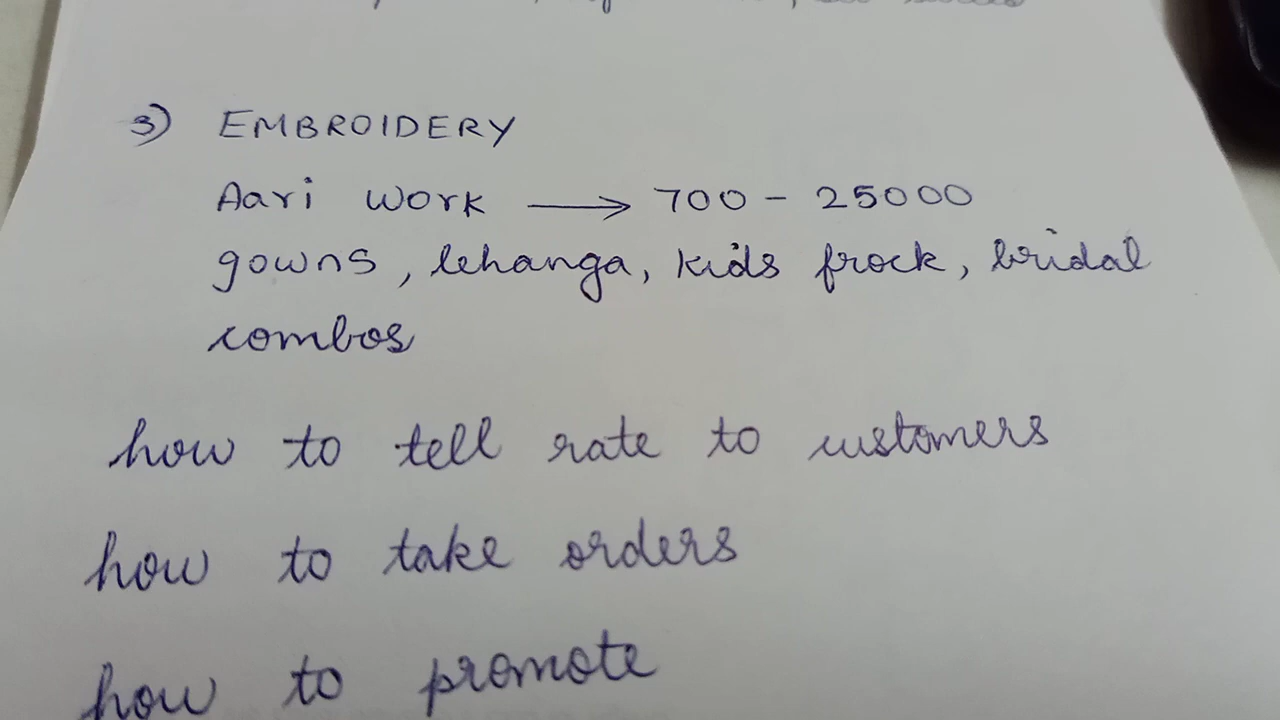 3) EMBROIDERY
Aari work → 700 - 25000
gowns, lehanga, kids frock, bridal
combos
how to tell rate to customers
how to take orders
how to promote